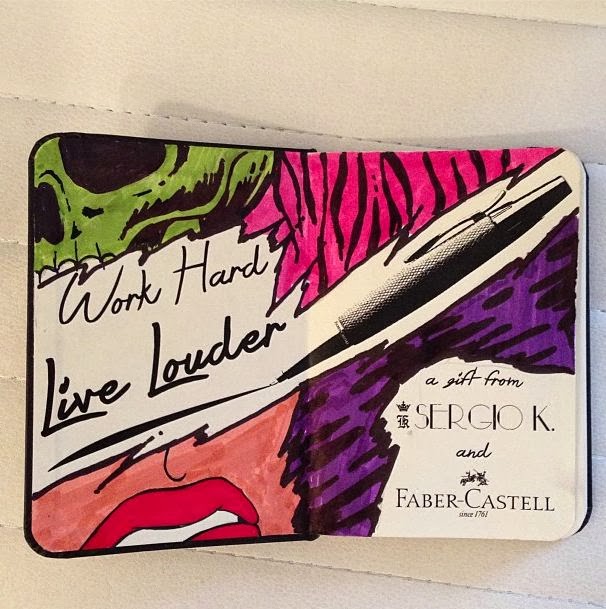 Work Hard
Live Louder
a gift from
SERGIO K.
and
FABER-CASTELL
since 1761